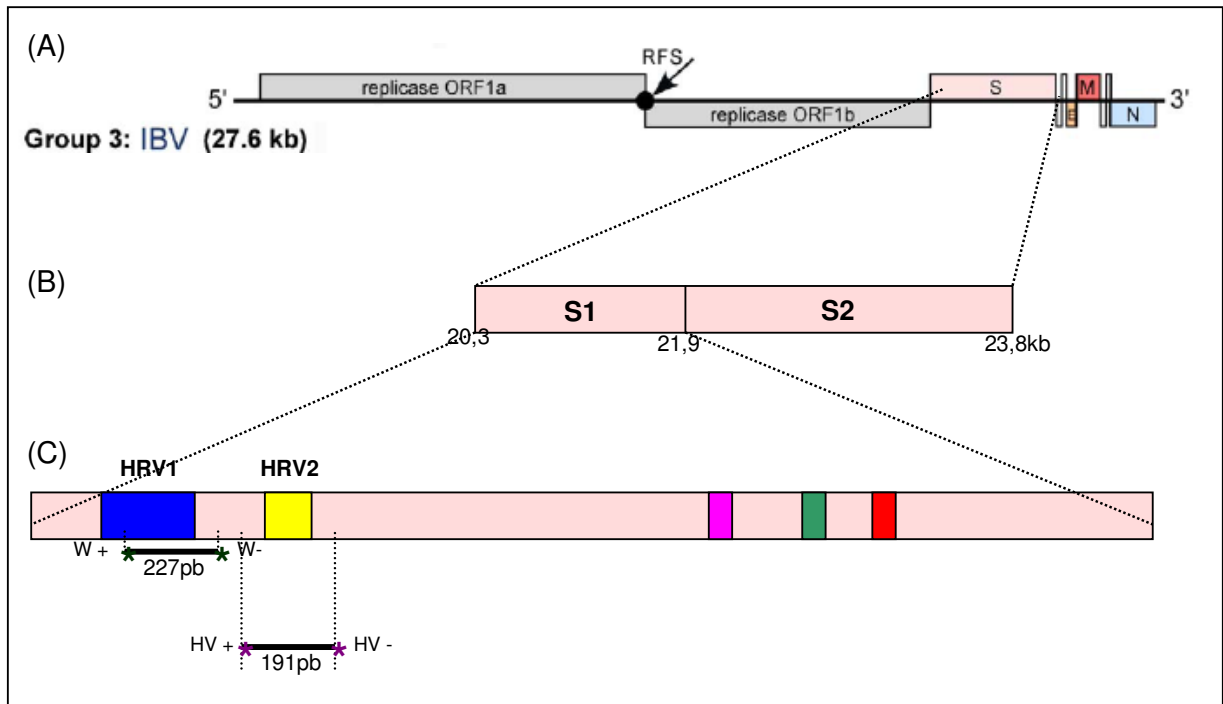 (A)
RFS
replicase ORF1a
S
M
5'
3'
replicase ORF1b
E
N
Group 3: IBV (27.6 kb)
(B)
S1
S2
20,3
21,9
23,8kb
(C)
HRV1
HRV2
W +
W-
227pb
HV +
HV -
191pb